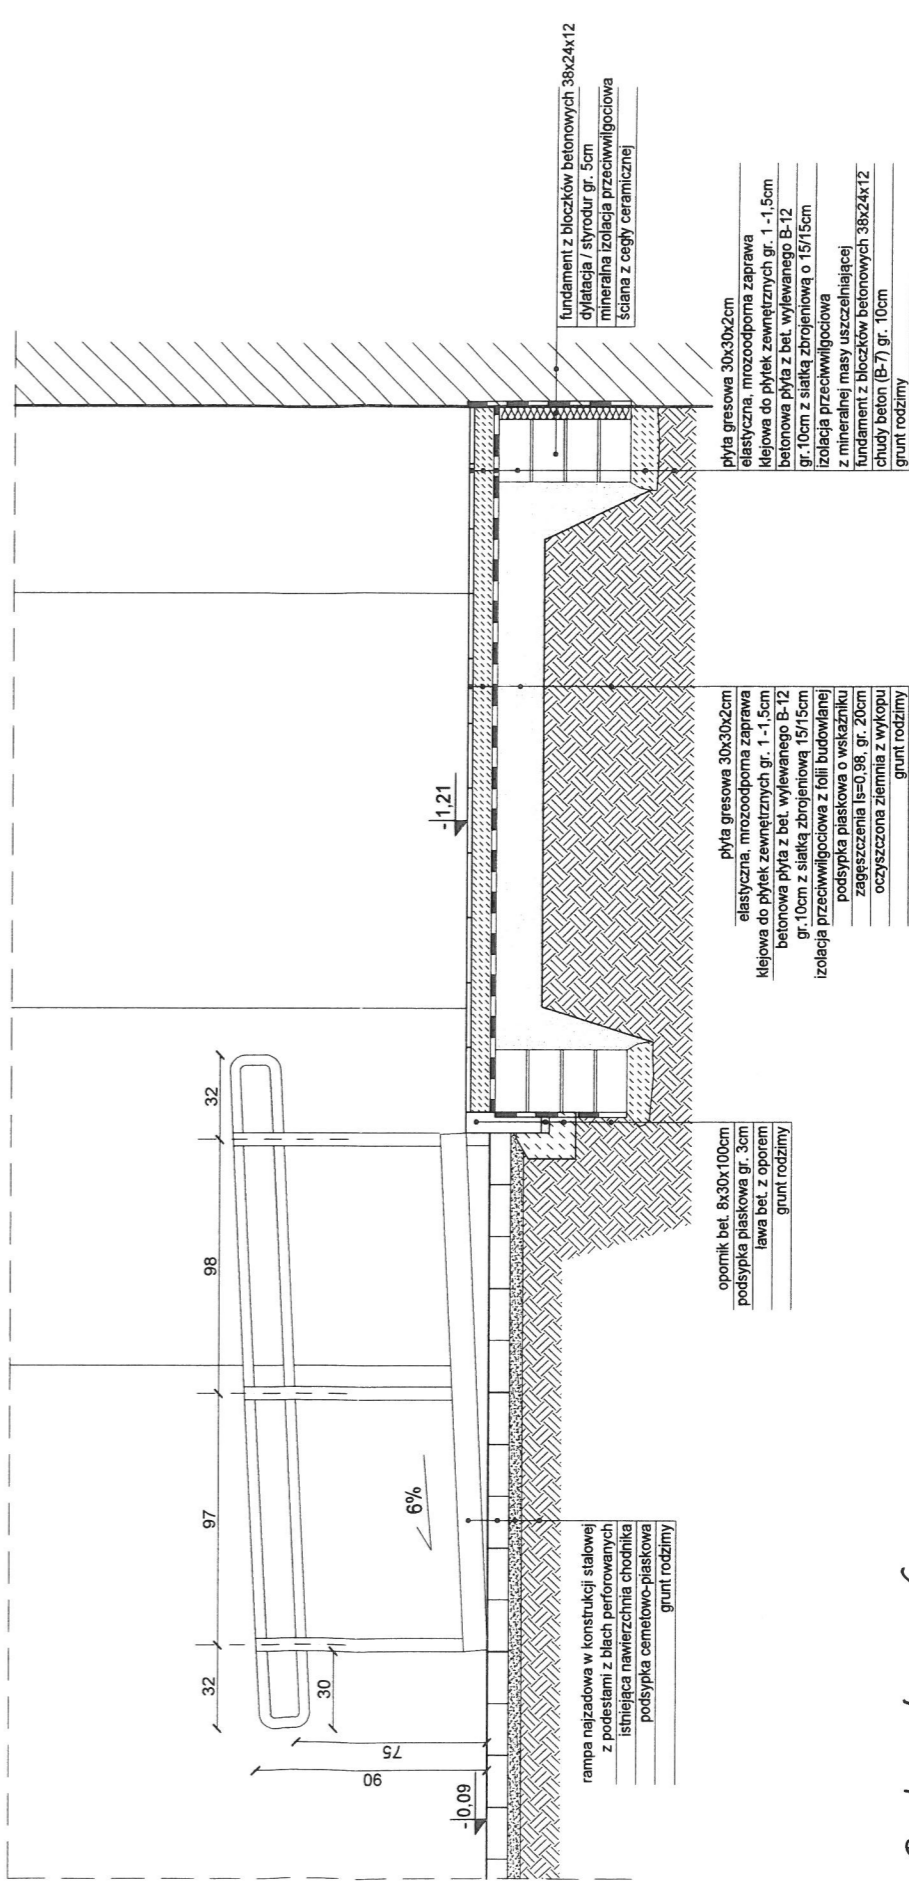 32
97
98
32
30
90
75
6%
-0,09
-1,21
rampa najzadowa w konstrukcji stalowej
z podestami z blach perforowanych
istniejąca nawierzchnia chodnika
podsypka cemetowo-piaskowa
grunt rodzimy
opornik bet. 8x30x100cm
podsypka piaskowa gr. 3cm
ława bet. z oporem
grunt rodzimy
płyta gresowa 30x30x2cm
elastyczna, mrozoodporna zaprawa
klejowa do płytek zewnętrznych gr. 1 -1,5cm
betonowa płyta z bet. wylewanego B-12
gr.10cm z siatką zbrojeniową 15/15cm
izolacja przeciwwilgociowa z folii budowlanej
podsypka piaskowa o wskaźniku
zagęszczenia Is=0,98, gr. 20cm
oczyszczona ziemnia z wykopu
grunt rodzimy
fundament z bloczków betonowych 38x24x12
dylatacja / styrodur gr. 5cm
mineralna izolacja przeciwwilgociowa
ściana z cegły ceramicznej
płyta gresowa 30x30x2cm
elastyczna, mrozoodporna zaprawa
klejowa do płytek zewnętrznych gr. 1 -1,5cm
betonowa płyta z bet. wylewanego B-12
gr.10cm z siatką zbrojeniową o 15/15cm
izolacja przeciwwilgociowa
z mineralnej masy uszczelniającej
fundament z bloczków betonowych 38x24x12
chudy beton (B-7) gr. 10cm
grunt rodzimy